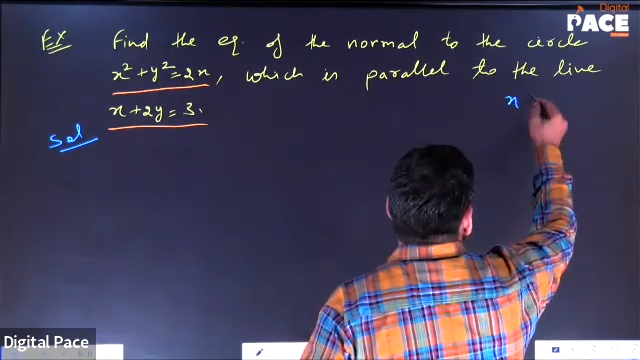 Digital
PACE
EX Find the eq. of the normal to the circle
x² + y² = 2x, which is parallel to the line
x + 2y = 3.
Sol
x
Digital Pace